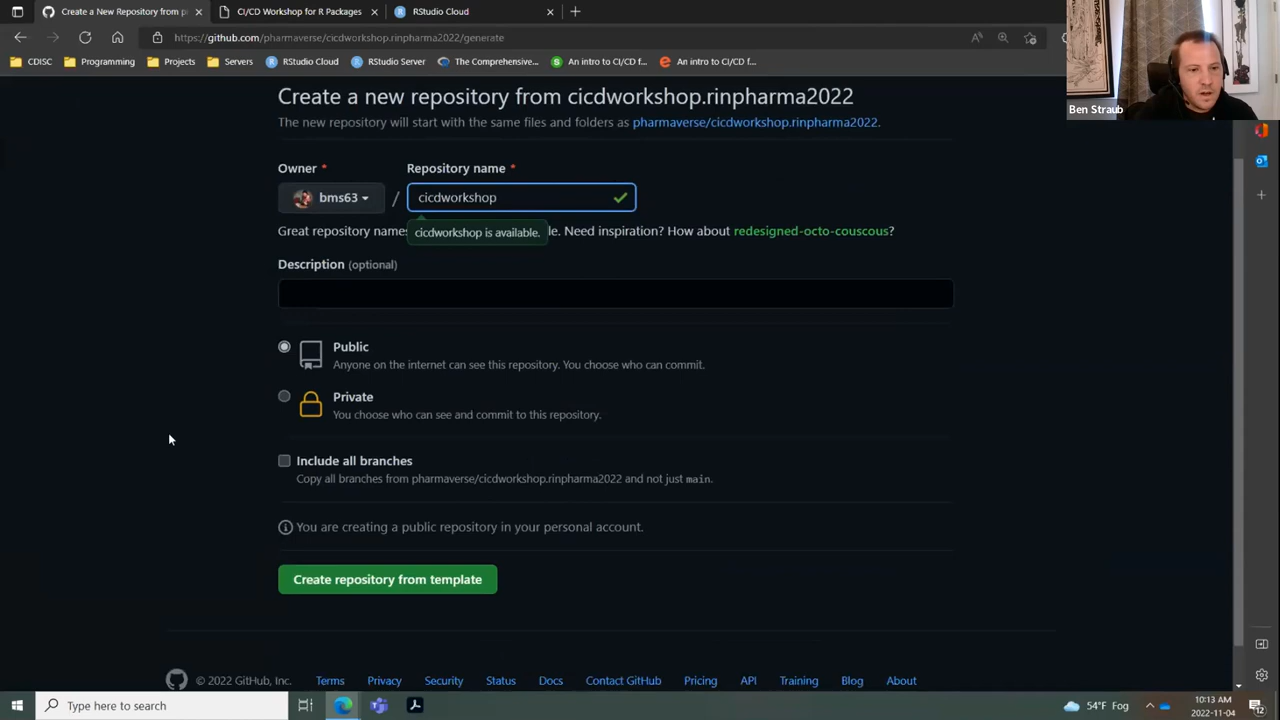 Create a New Repository from p
CI/CD Workshop for R Packages
RStudio Cloud
https://github.com/pharmaverse/cicdworkshop.rinpharma2022/generate
CDISC
Programming
Projects
Servers
RStudio Cloud
RStudio Server
The Comprehensive...
An intro to CI/CD f...
An intro to CI/CD f...
Ben Straub
Create a new repository from cicdworkshop.rinpharma2022
The new repository will start with the same files and folders as pharmaverse/cicdworkshop.rinpharma2022.
Owner * Repository name *
bms63 / cicdworkshop
Great repository names le. Need inspiration? How about redesigned-octo-couscous?
cicdworkshop is available.
Description (optional)
Public
Anyone on the internet can see this repository. You choose who can commit.
Private
You choose who can see and commit to this repository.
Include all branches
Copy all branches from pharmaverse/cicdworkshop.rinpharma2022 and not just main.
You are creating a public repository in your personal account.
Create repository from template
© 2022 GitHub, Inc. Terms Privacy Security Status Docs Contact GitHub Pricing API Training Blog About
Type here to search
54°F Fog
10:13 AM
2022-11-04
12